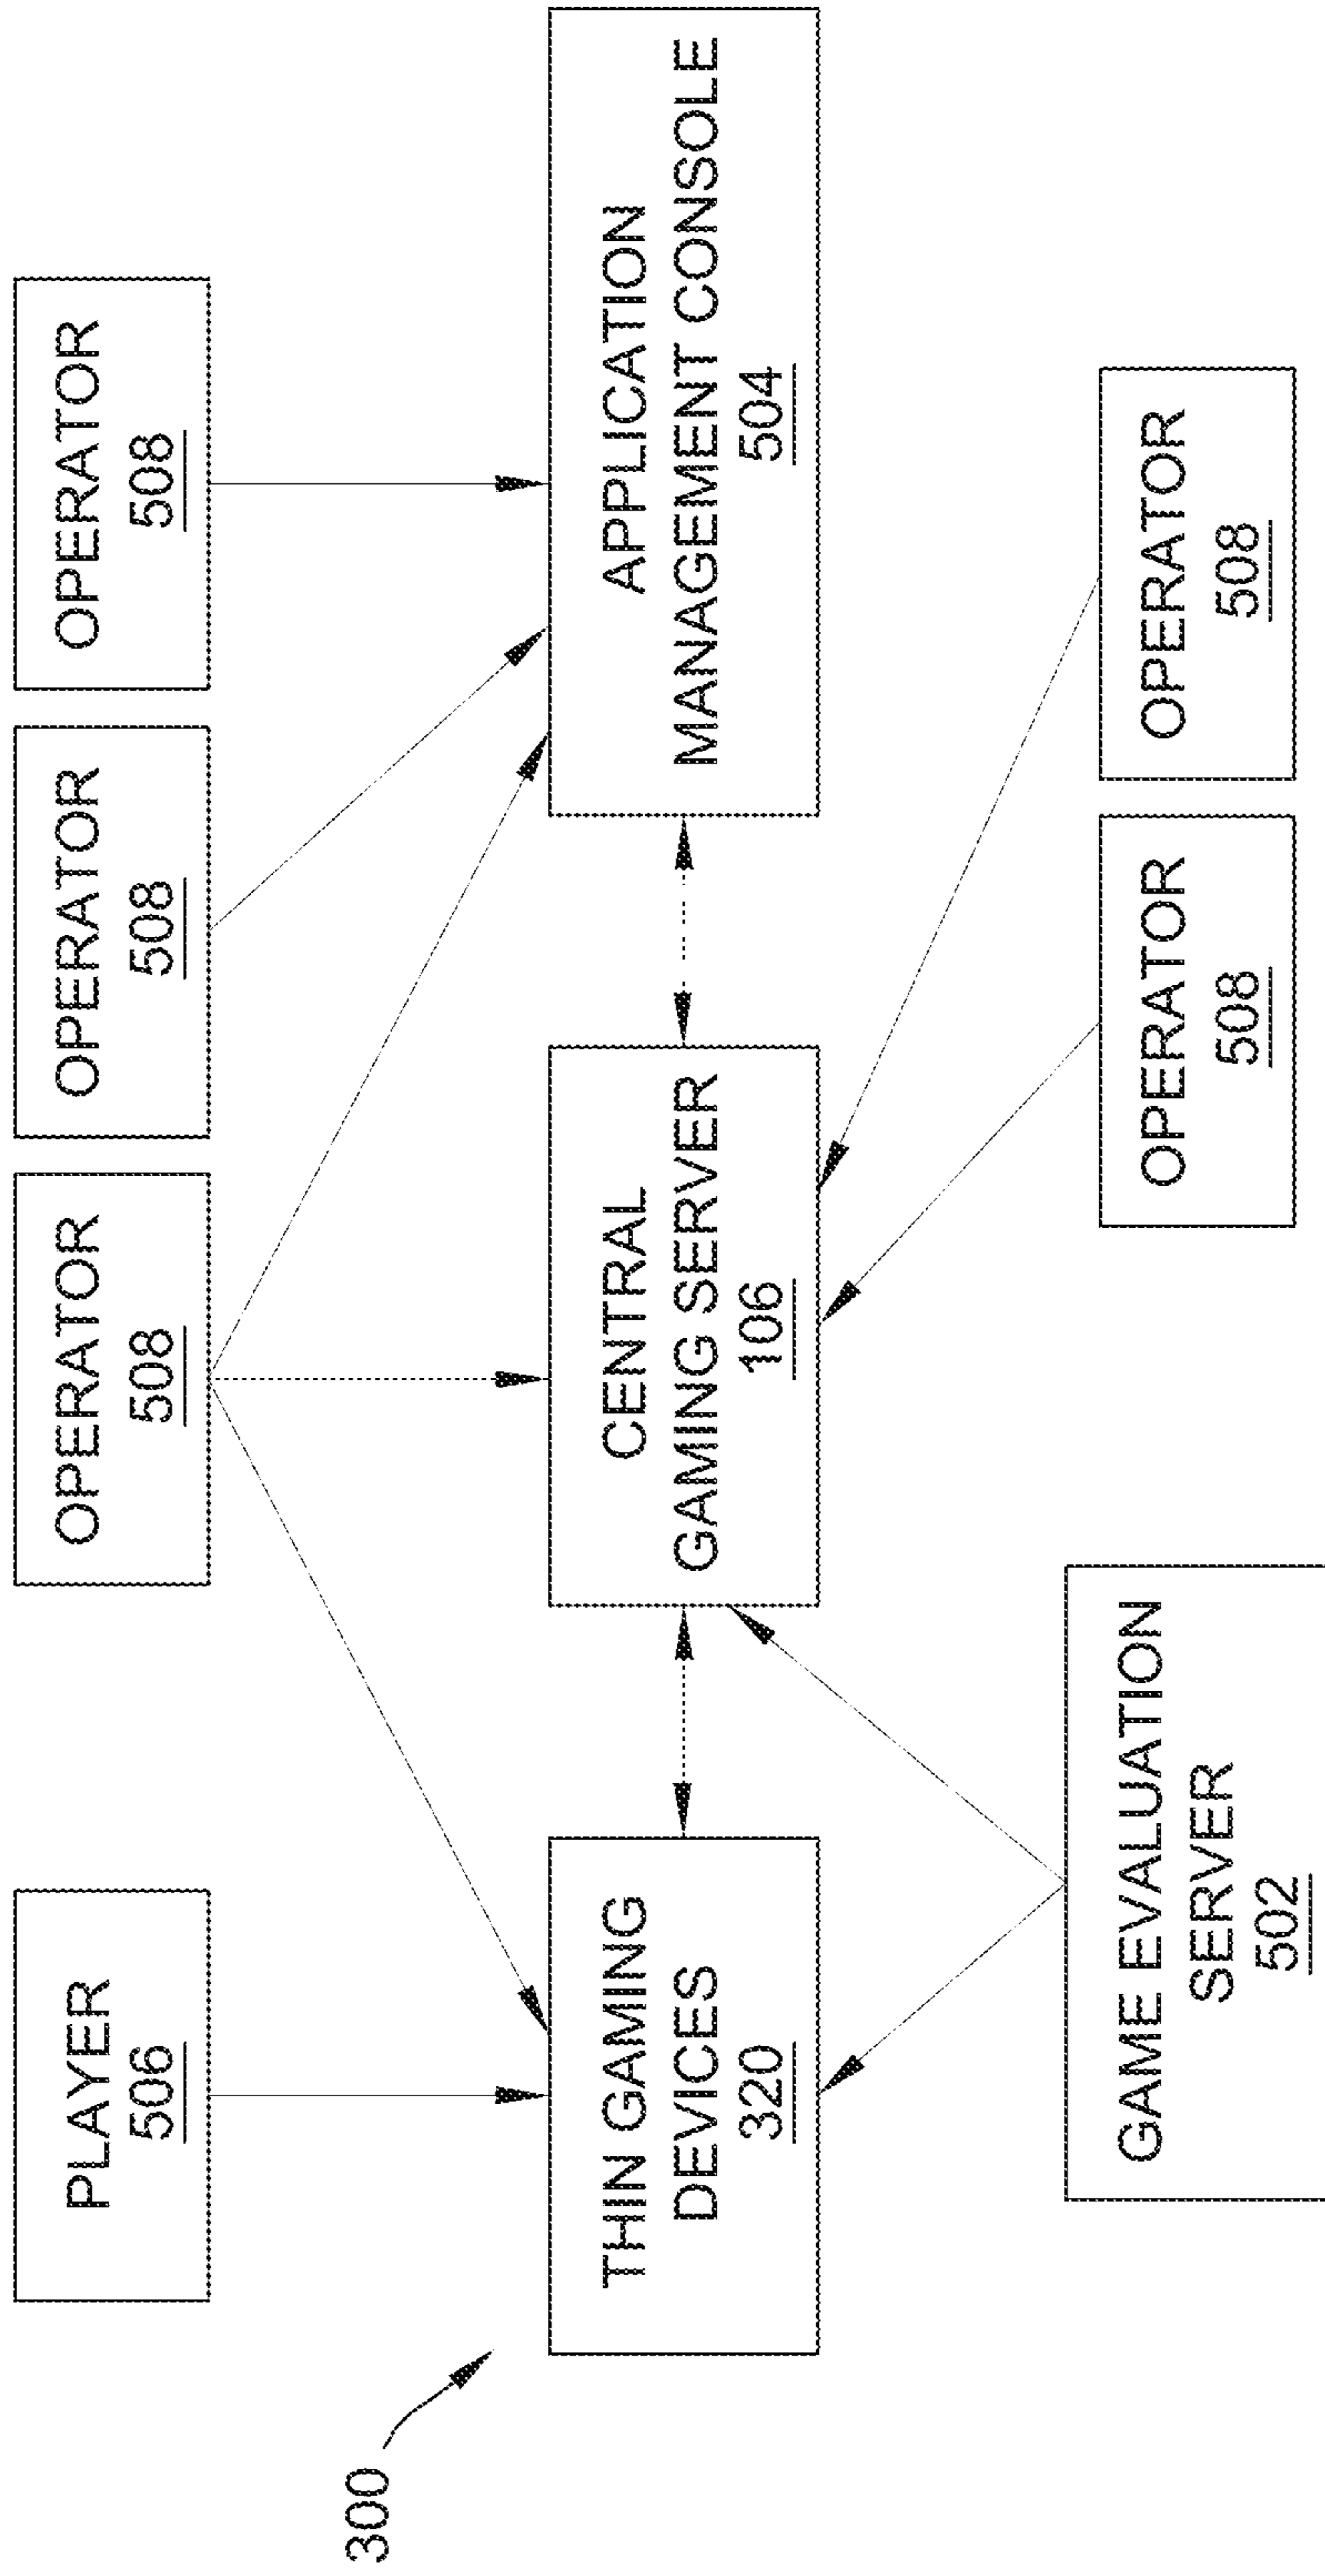 300
PLAYER
506
OPERATOR
508
OPERATOR
508
OPERATOR
508
THIN GAMING
DEVICES
320
CENTRAL
GAMING SERVER
106
APPLICATION
MANAGEMENT CONSOLE
504
GAME EVALUATION
SERVER
502
OPERATOR
508
OPERATOR
508